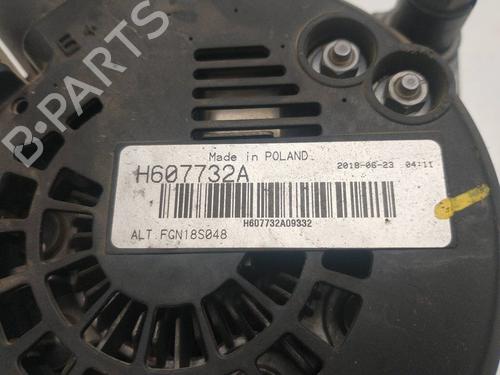 Made in POLAND
2018-06-23 04:11
H607732A
H607732A09332
ALT.FGN18S048
B-PARTS